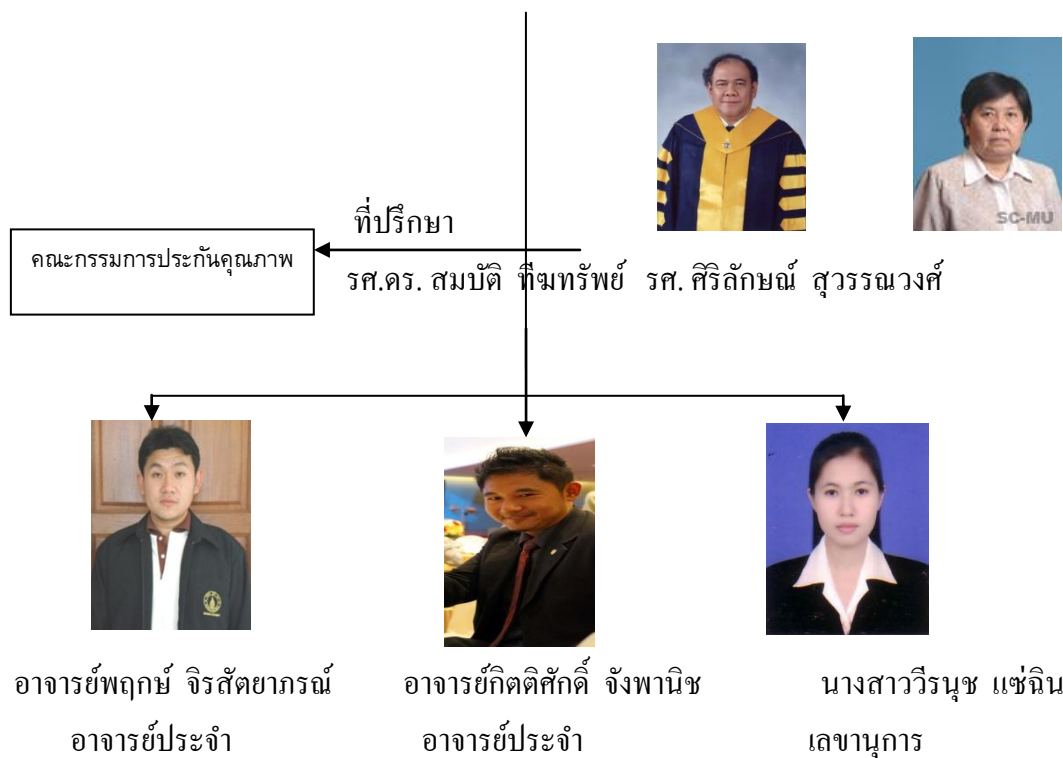 ที่ปรึกษา
SC-MU
คณะกรรมการประกันคุณภาพ
รศ.ดร. สมบัติ ทีฆทรัพย์ รศ. ศิริลักษณ์ สุวรรณวงศ์
อาจารย์พฤกษ์ จิรสัตยาภรณ์ อาจารย์กิตติศักดิ์ จังพานิช นางสาววีรนุช แซ่ฉิน
อาจารย์ประจำ อาจารย์ประจำ เลขานุการ